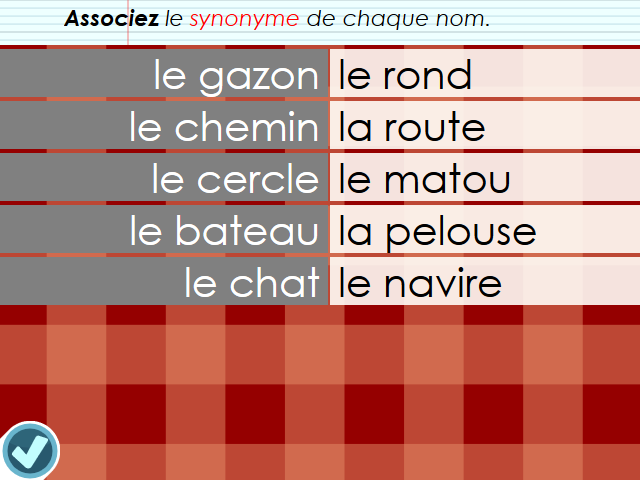 Associez le synonyme de chaque nom.
le gazon le rond
le chemin la route
le cercle le matou
le bateau la pelouse
le chat le navire